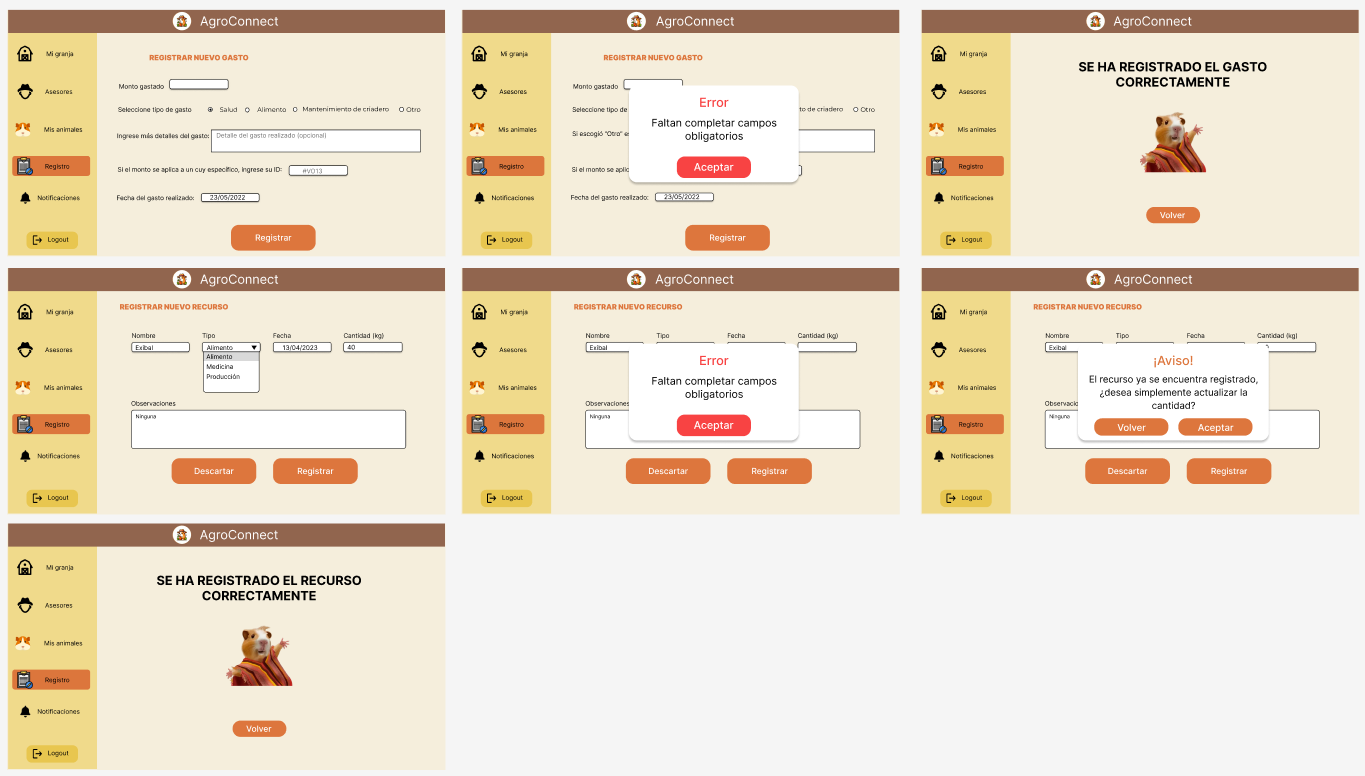 AgroConnect
Mi granja
Asesores
Mis animales
Registro
Notificaciones
Logout
REGISTRAR NUEVO GASTO
Monto gastado
Seleccione tipo de gasto Salud Alimento Mantenimiento de criadero Otro
Ingrese más detalles del gasto: Detalle del gasto realizado (opcional)
Si el monto se aplica a un cuy específico, ingrese su ID: #V013
Fecha del gasto realizado: 23/05/2022
Registrar
AgroConnect
Mi granja
Asesores
Mis animales
Registro
Notificaciones
Logout
REGISTRAR NUEVO GASTO
Monto gastado
Seleccione tipo de to de criadero Otro
Si escogió "Otro" es
Si el monto se aplic
Fecha del gasto realizado: 23/05/2022
Registrar
Error
Faltan completar campos
obligatorios
Aceptar
AgroConnect
Mi granja
Asesores
Mis animales
Registro
Notificaciones
Logout
SE HA REGISTRADO EL GASTO
CORRECTAMENTE
Volver
AgroConnect
Mi granja
Asesores
Mis animales
Registro
Notificaciones
Logout
REGISTRAR NUEVO RECURSO
Nombre Tipo Fecha Cantidad (kg)
Exibal Alimento 13/04/2023 40
Alimento
Medicina
Producción
Observaciones
Ninguna
Descartar Registrar
AgroConnect
Mi granja
Asesores
Mis animales
Registro
Notificaciones
Logout
REGISTRAR NUEVO RECURSO
Nombre Tipo Fecha Cantidad (kg)
Exibal
Observaciones
Ninguna
Descartar Registrar
Error
Faltan completar campos
obligatorios
Aceptar
AgroConnect
Mi granja
Asesores
Mis animales
Registro
Notificaciones
Logout
REGISTRAR NUEVO RECURSO
Nombre Tipo Fecha Cantidad (kg)
Exibal
Observac
Ninguna
Descartar Registrar
¡Aviso!
El recurso ya se encuentra registrado,
¿desea simplemente actualizar la
cantidad?
Volver Aceptar
AgroConnect
Mi granja
Asesores
Mis animales
Registro
Notificaciones
Logout
SE HA REGISTRADO EL RECURSO
CORRECTAMENTE
Volver